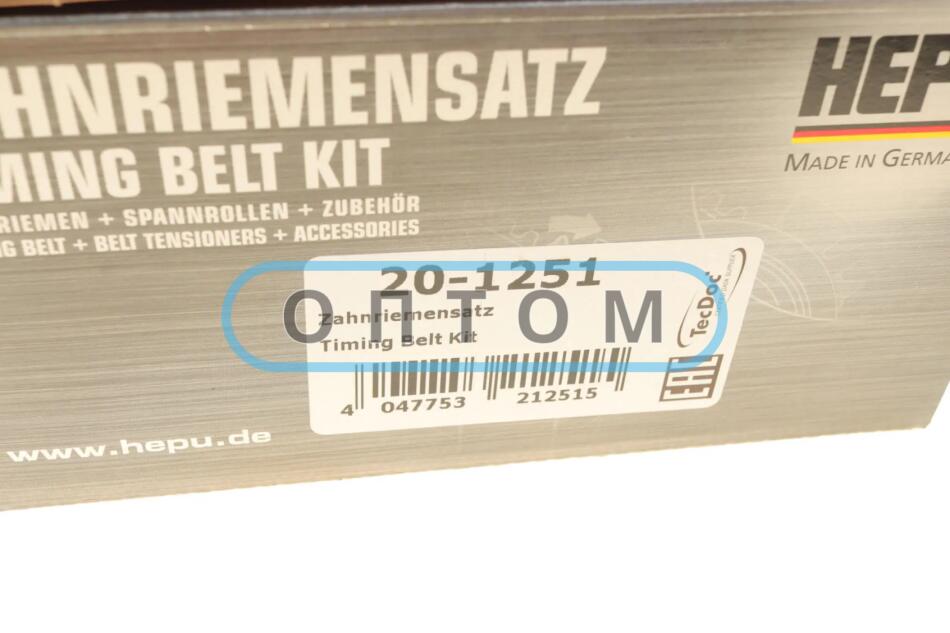 HNRIEMENSATZ
MING BELT KIT
RIEMEN + SPANNROLLEN + ZUBEHÖR
G BELT + BELT TENSIONERS + ACCESSORIES
HEP
MADE IN GERMA
20-1251
Zahnriemensatz
Timing Belt Kit
TecDoc
ОПТОМ
EAC
4 047753 212515
www.hepu.de